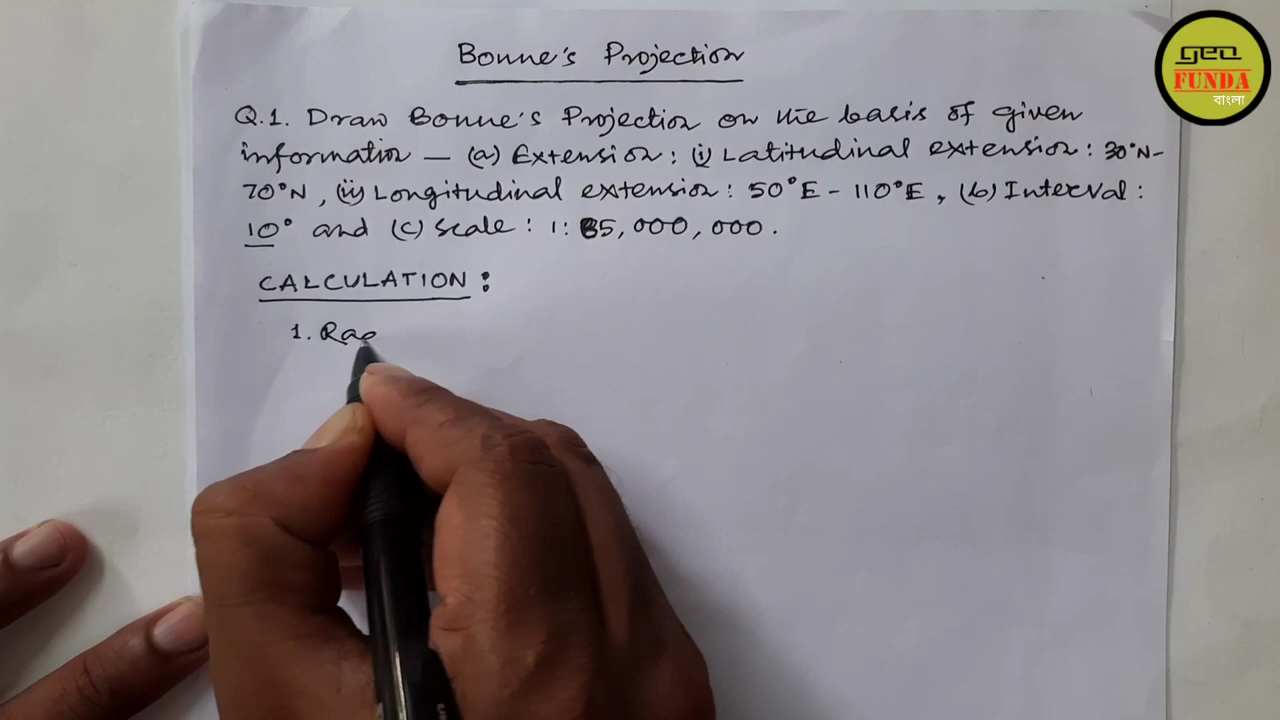 Bonne's Projection
Q.1. Draw Bonne's Projection on the basis of given
information — (a) Extension: (i) Latitudinal extension: 30°N-
70°N, (ii) Longitudinal extension: 50°E - 110°E, (b) Interval:
10° and (c) Scale: 1: 85,000,000.
CALCULATION:
1. Rad
geo
FUNDA
বাংলা